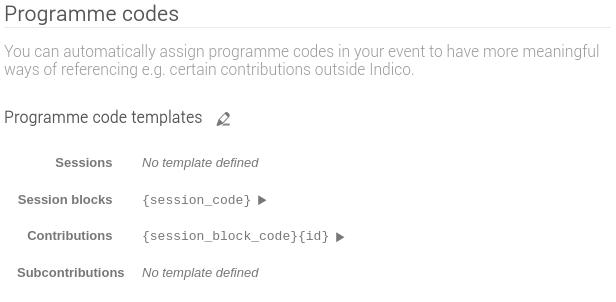 Programme codes
You can automatically assign programme codes in your event to have more meaningful
ways of referencing e.g. certain contributions outside Indico.
Programme code templates
Sessions No template defined
Session blocks {session_code}
Contributions {session_block_code}{id}
Subcontributions No template defined